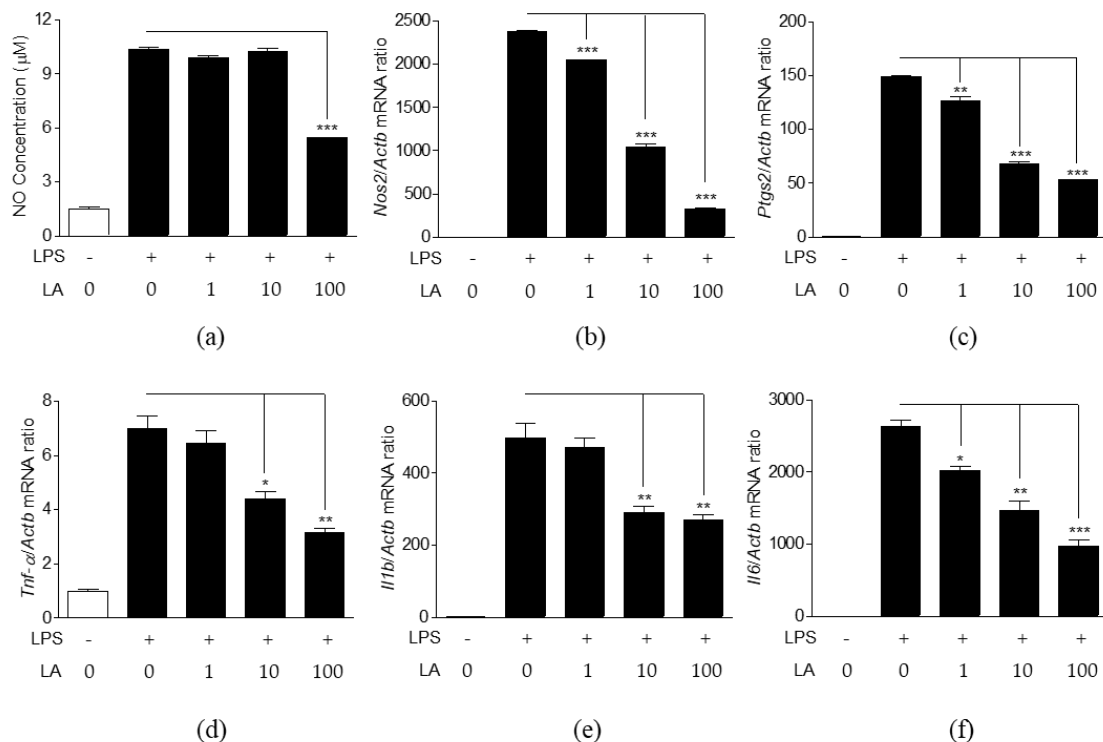 NO Concentration (μM)
12
9
6
3
0
***
LPS - + + + +
LA 0 0 1 10 100
(a)
Nos2/Actb mRNA ratio
2500
2000
1500
1000
500
0
***
***
***
- + + + +
0 0 1 10 100
(b)
Ptgs2/Actb mRNA ratio
200
150
100
50
0
**
***
***
LPS - + + + +
LA 0 0 1 10 100
(c)
Tnf-α/Actb mRNA ratio
8
6
4
2
0
*
**
LPS - + + + +
LA 0 0 1 10 100
(d)
Il1b/Actb mRNA ratio
600
400
200
0
**
**
LPS - + + + +
LA 0 0 1 10 100
(e)
Il6/Actb mRNA ratio
3000
2000
1000
0
*
**
***
LPS - + + + +
LA 0 0 1 10 100
(f)